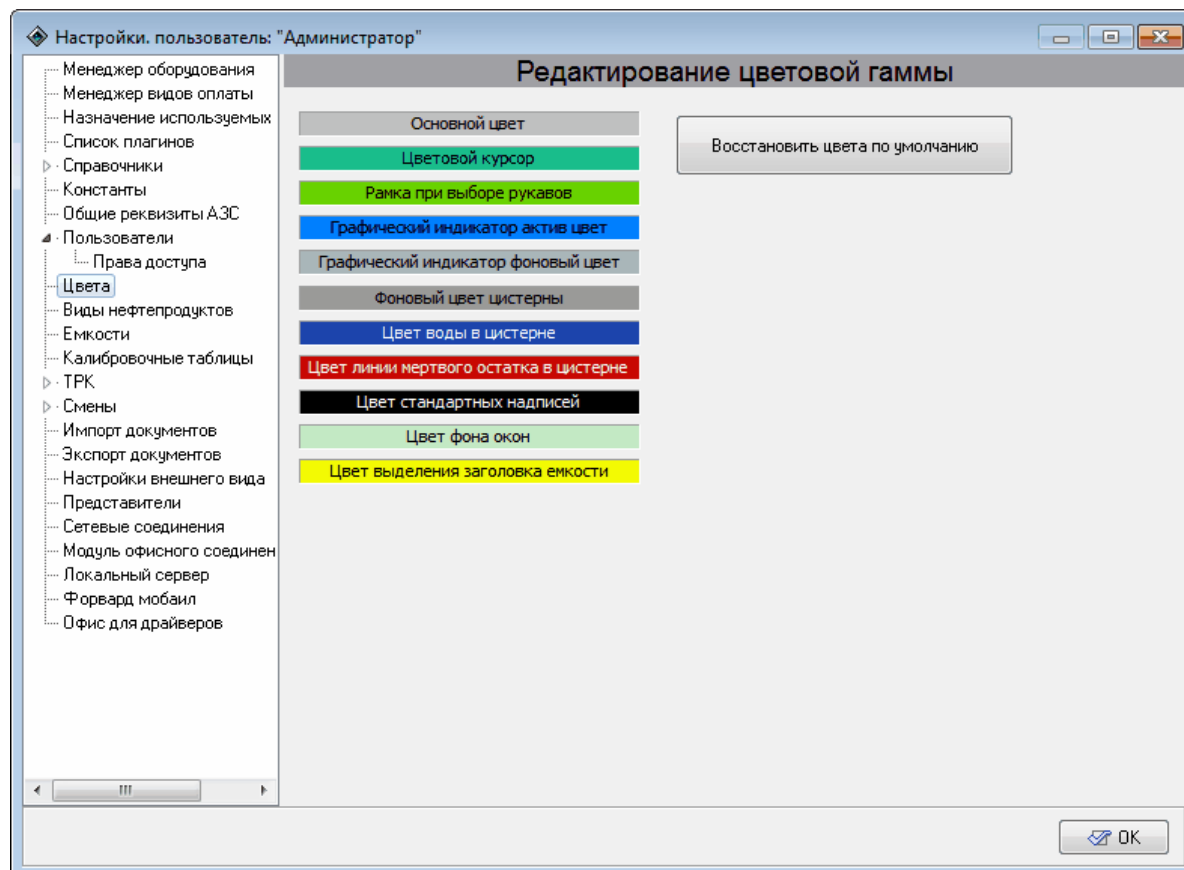 Настройки. пользователь: "Администратор"
Менеджер оборудования
Менеджер видов оплаты
Назначение используемых
Список плагинов
Справочники
Константы
Общие реквизиты АЗС
Пользователи
Права доступа
Цвета
Виды нефтепродуктов
Емкости
Калибровочные таблицы
ТРК
Смены
Импорт документов
Экспорт документов
Настройки внешнего вида
Представители
Сетевые соединения
Модуль офисного соединен
Локальный сервер
Форвард мобаил
Офис для драйверов
Редактирование цветовой гаммы
Основной цвет
Цветовой курсор
Рамка при выборе рукавов
Графический индикатор актив цвет
Графический индикатор фоновый цвет
Фоновый цвет цистерны
Цвет воды в цистерне
Цвет линии мертвого остатка в цистерне
Цвет стандартных надписей
Цвет фона окон
Цвет выделения заголовка емкости
Восстановить цвета по умолчанию
OK